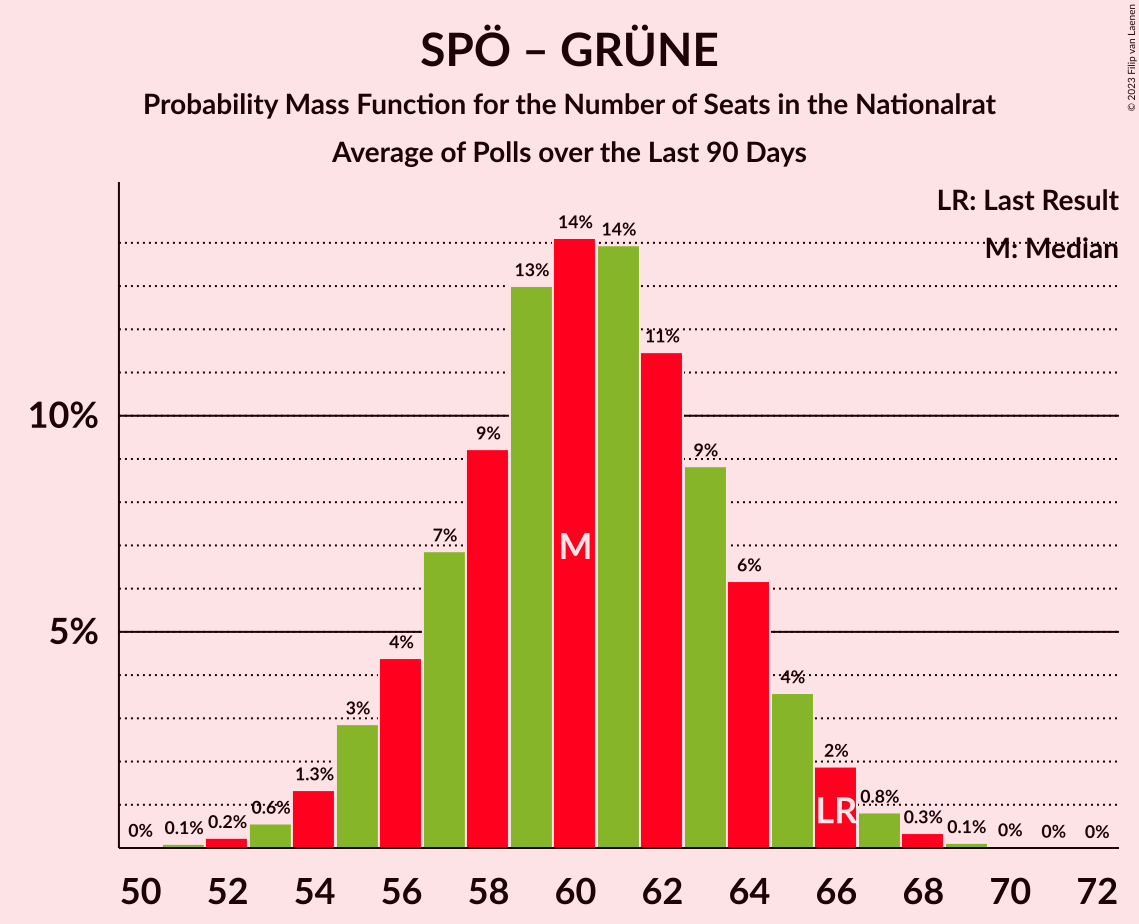 SPÖ – GRÜNE
Probability Mass Function for the Number of Seats in the Nationalrat
Average of Polls over the Last 90 Days
© 2023 Filip van Laenen
LR: Last Result
M: Median
10%
5%
0%
0.1%
0.2%
0.6%
1.3%
3%
4%
7%
9%
13%
14%
14%
11%
9%
6%
4%
2%
0.8%
0.3%
0.1%
0%
0%
0%
M
LR
50 52 54 56 58 60 62 64 66 68 70 72